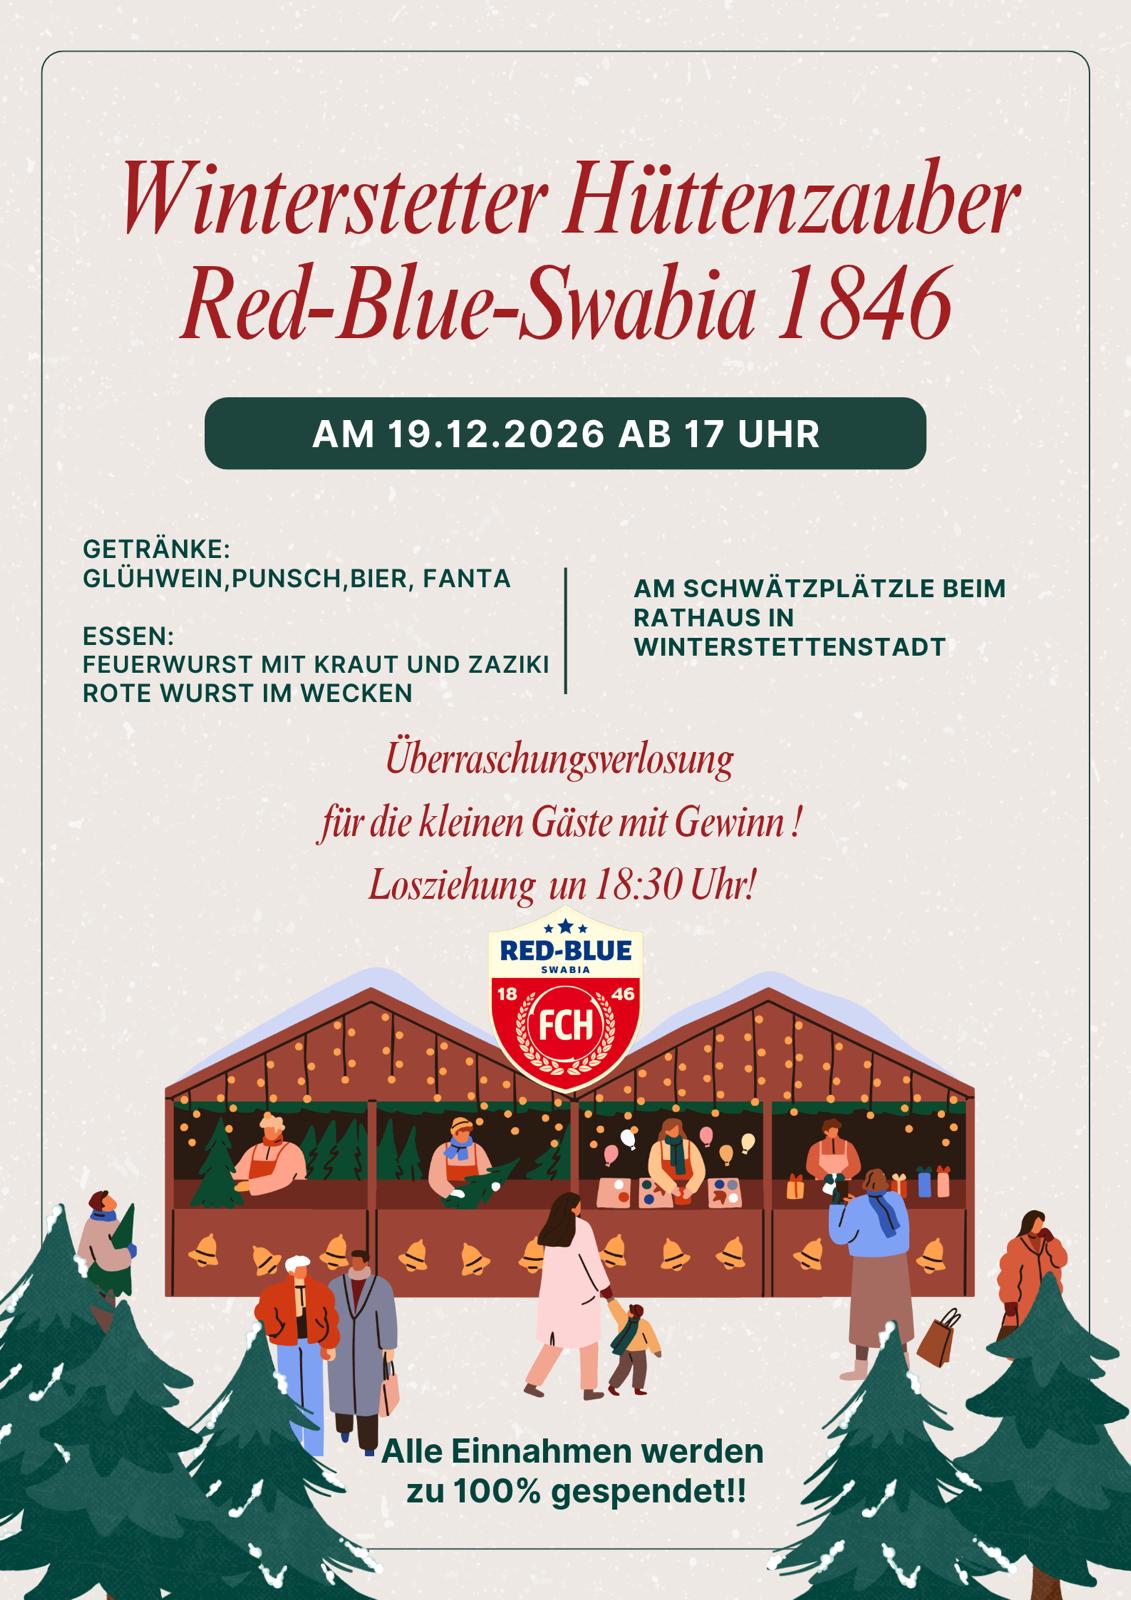 Winterstetter Hüttenzauber
Red-Blue-Swabia 1846
AM 19.12.2026 AB 17 UHR
GETRÄNKE:
GLÜHWEIN,PUNSCH,BIER, FANTA
ESSEN:
FEUERWURST MIT KRAUT UND ZAZIKI
ROTE WURST IM WECKEN
AM SCHWÄTZPLÄTZLE BEIM
RATHAUS IN
WINTERSTETTENSTADT
Überraschungsverlosung
für die kleinen Gäste mit Gewinn !
Losziehung un 18:30 Uhr!
RED-BLUE
SWABIA
18 46
FCH
Alle Einnahmen werden
zu 100% gespendet!!